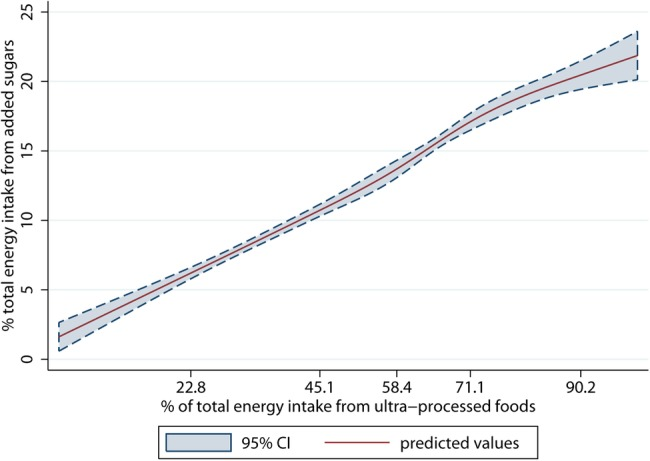 % total energy intake from added sugars
25
20
15
10
5
0
22.8 45.1 58.4 71.1 90.2
% of total energy intake from ultra−processed foods
95% CI predicted values